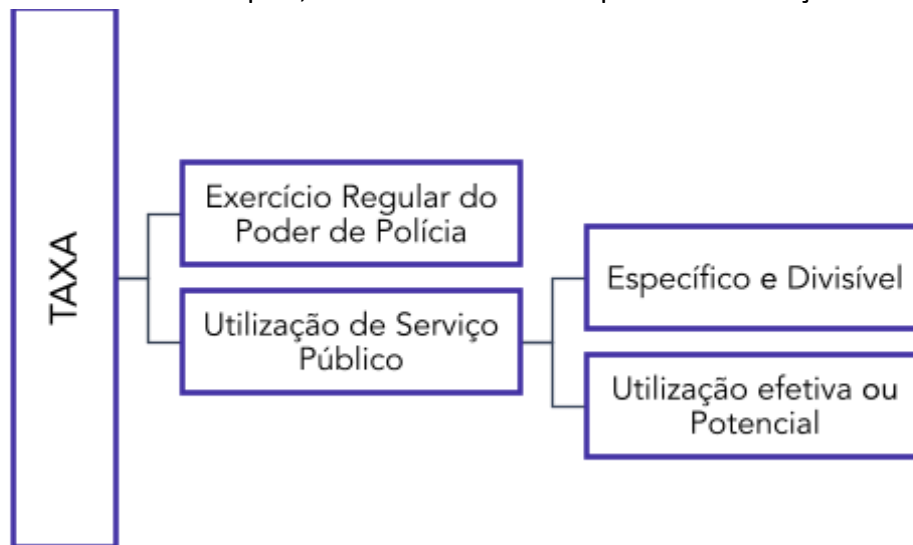 TAXA
Exercício Regular do
Poder de Polícia
Utilização de Serviço
Público
Específico e Divisível
Utilização efetiva ou
Potencial